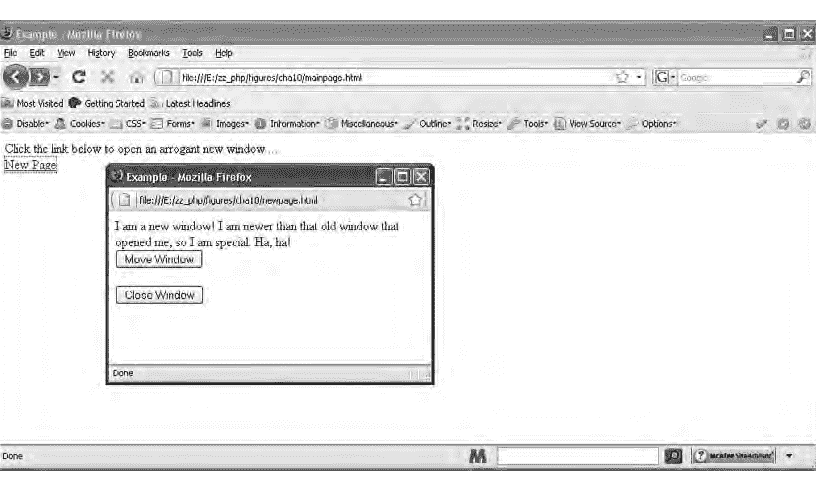 Example - Mozilla Firefox
File Edit View History Bookmarks Tools Help
file:///E:/zz_php/figures/cha10/mainpage.html
G Google
Most Visited Getting Started Latest Headlines
Disable Cookies CSS Forms Images Information Miscellaneous Outline Resize Tools View Source Options
Click the link below to open an arrogant new window ...
New Page
Example - Mozilla Firefox
file:///E:/zz_php/figures/cha10/newpage.html
I am a new window! I am newer than that old window that
opened me, so I am special. Ha, ha!
Move Window
Close Window
Done
Done
M